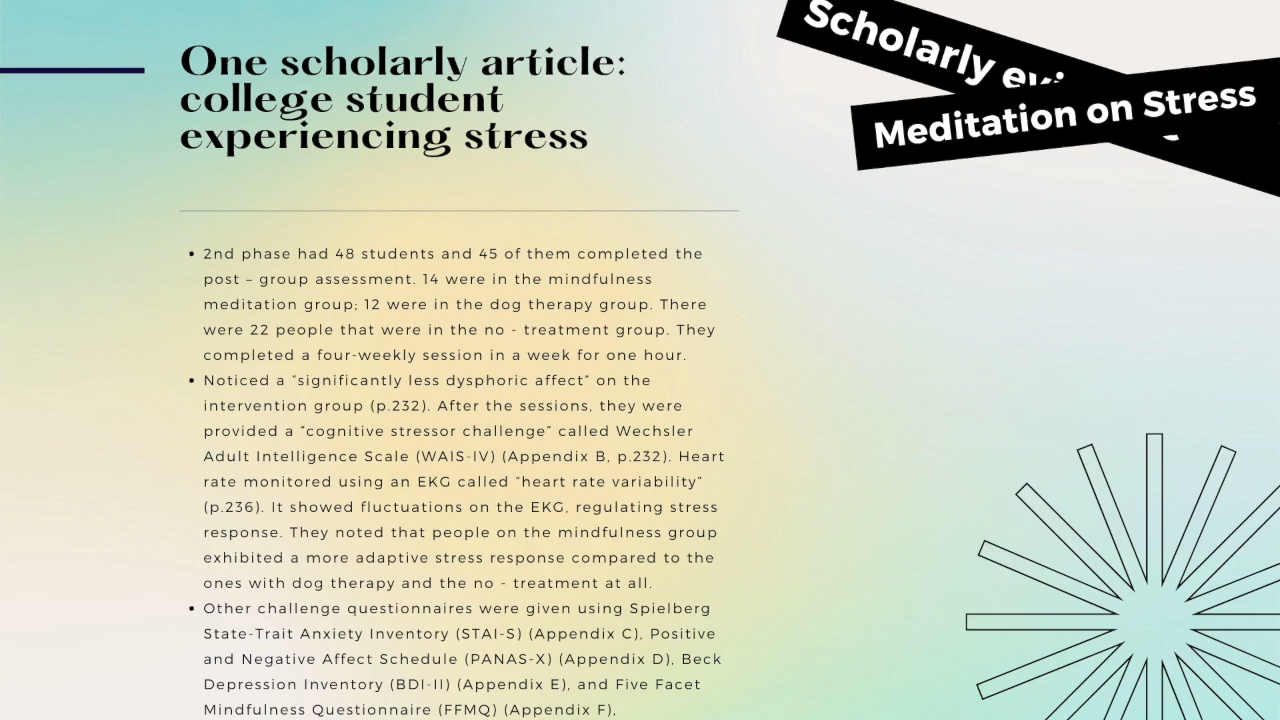 One scholarly article:
college student
experiencing stress
Scholarly
Meditation on Stress
• 2nd phase had 48 students and 45 of them completed the
post – group assessment. 14 were in the mindfulness
meditation group; 12 were in the dog therapy group. There
were 22 people that were in the no - treatment group. They
completed a four-weekly session in a week for one hour.
• Noticed a “significantly less dysphoric affect” on the
intervention group (p.232). After the sessions, they were
provided a “cognitive stressor challenge” called Wechsler
Adult Intelligence Scale (WAIS-IV) (Appendix B, p.232). Heart
rate monitored using an EKG called “heart rate variability”
(p.236). It showed fluctuations on the EKG, regulating stress
response. They noted that people on the mindfulness group
exhibited a more adaptive stress response compared to the
ones with dog therapy and the no - treatment at all.
• Other challenge questionnaires were given using Spielberg
State-Trait Anxiety Inventory (STAI-S) (Appendix C), Positive
and Negative Affect Schedule (PANAS-X) (Appendix D), Beck
Depression Inventory (BDI-II) (Appendix E), and Five Facet
Mindfulness Questionnaire (FFMQ) (Appendix F),